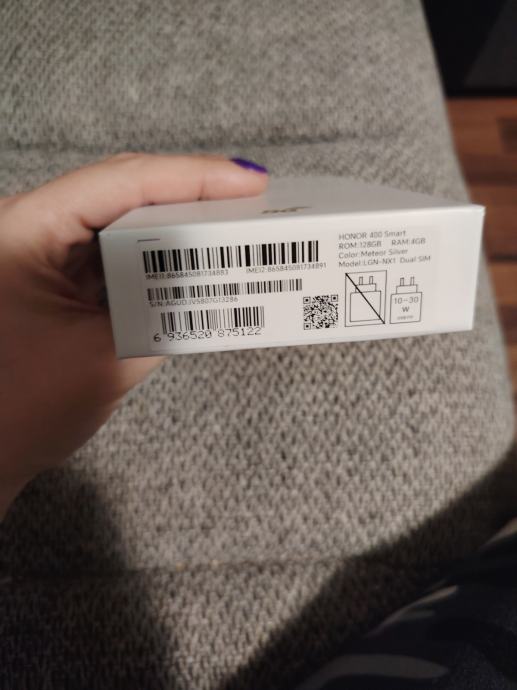 HONOR 400 Smart
ROM:128GB RAM:4GB
Color:Meteor Silver
Model:LGN-NX1 Dual SIM
IMEI1:865845081734883 IMEI2:865845081734891
S/N:AGUDJV5807G13286
6 936520 875122
10-30
W